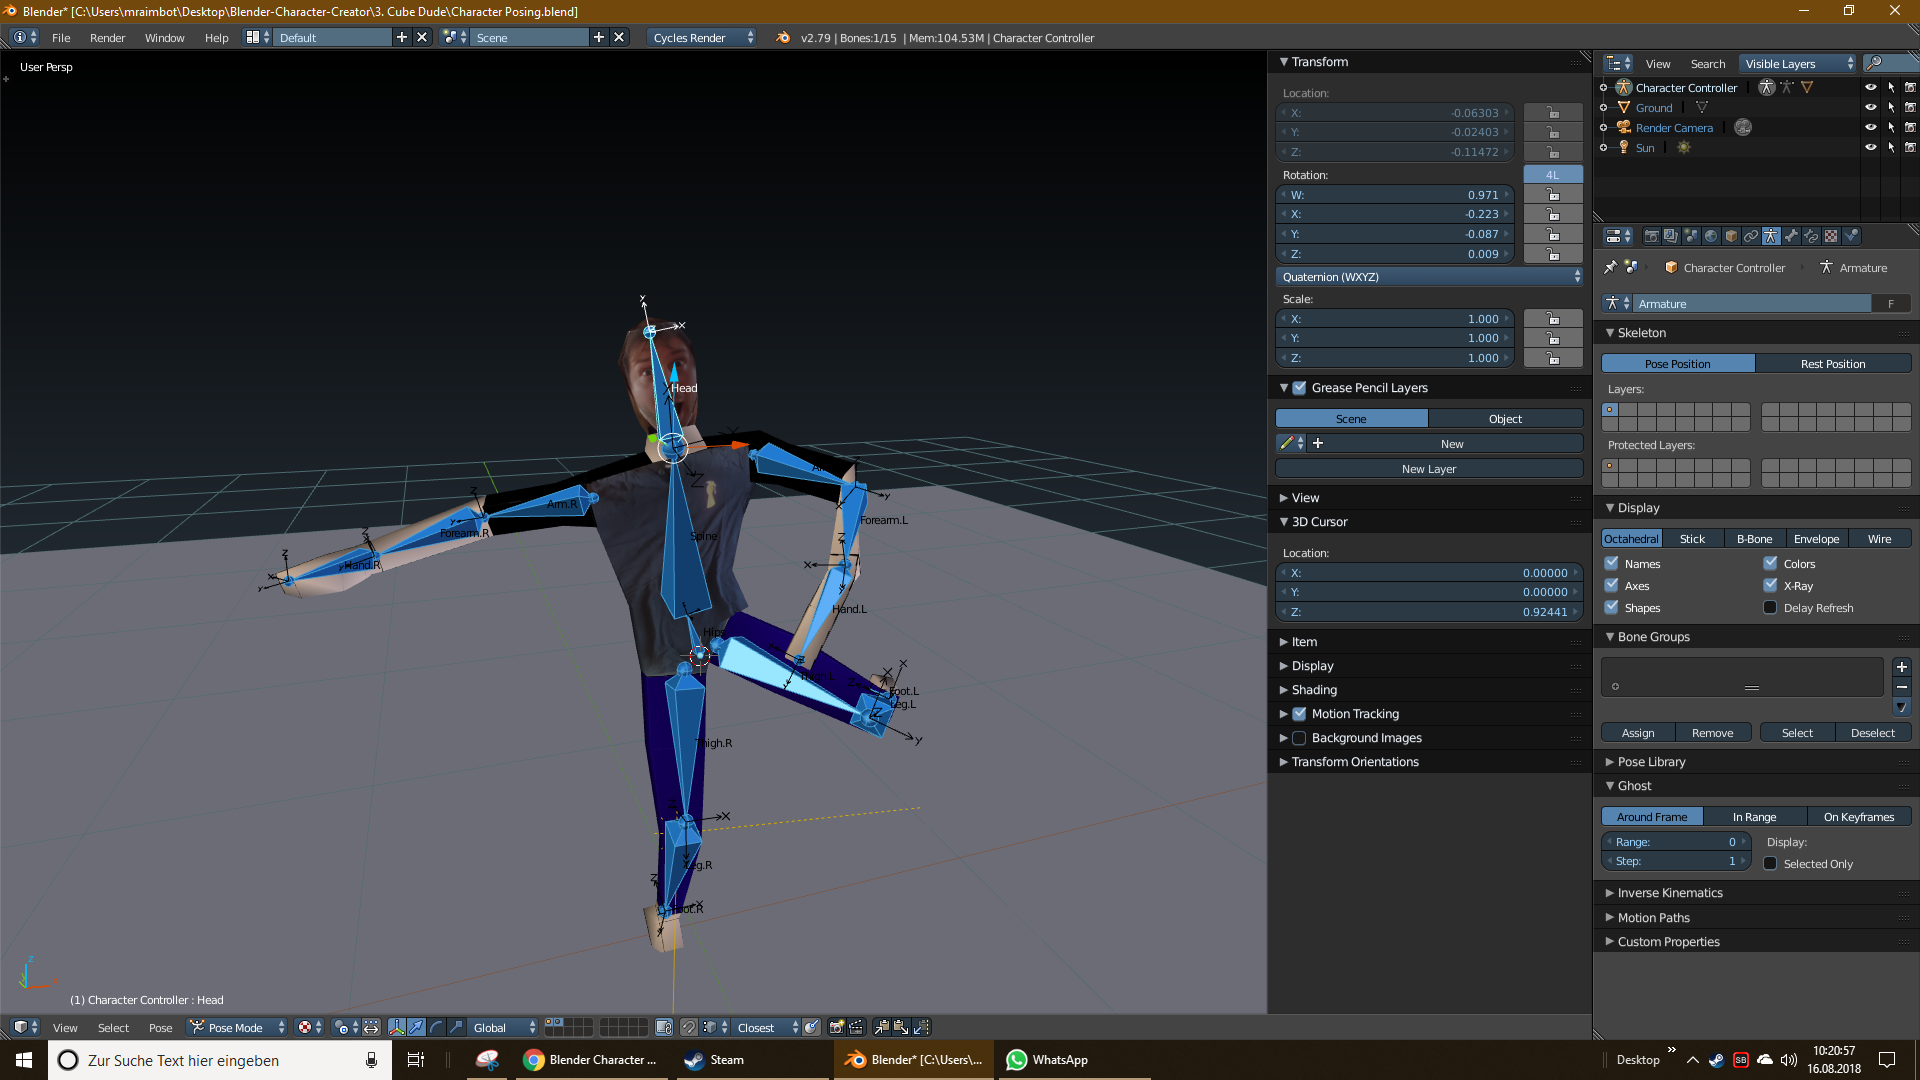 Blender* [C:\Users\mraimbot\Desktop\Blender-Character-Creator\3. Cube Dude\Character Posing.blend]
File Render Window Help Default Scene Cycles Render v2.79 | Bones:1/15 | Mem:104.53M | Character Controller
User Persp
Head
Arm.R
Forearm.R
Hand.R
Spine
Forearm.L
Hand.L
Hips
Foot.L
Leg.L
Thigh.R
(1) Character Controller : Head
View Select Pose Pose Mode Global Closest
Transform
Location:
X: -0.06303
Y: -0.02403
Z: -0.11472
Rotation: 4L
W: 0.971
X: -0.223
Y: -0.087
Z: 0.009
Quaternion (WXYZ)
Scale:
X: 1.000
Y: 1.000
Z: 1.000
Grease Pencil Layers
Scene Object
New
New Layer
View
3D Cursor
Location:
X: 0.00000
Y: 0.00000
Z: 0.92441
Item
Display
Shading
Motion Tracking
Background Images
Transform Orientations
View Search Visible Layers
Character Controller
Ground
Render Camera
Sun
Character Controller Armature
Armature F
Skeleton
Pose Position Rest Position
Layers:
Protected Layers:
Display
Octahedral Stick B-Bone Envelope Wire
Names Colors
Axes X-Ray
Shapes Delay Refresh
Bone Groups
Assign Remove Select Deselect
Pose Library
Ghost
Around Frame In Range On Keyframes
Range: 0 Display:
Step: 1 Selected Only
Inverse Kinematics
Motion Paths
Custom Properties
Zur Suche Text hier eingeben
Blender Character ...
Steam
Blender* [C:\Users\...
WhatsApp
Desktop
10:20:57
16.08.2018